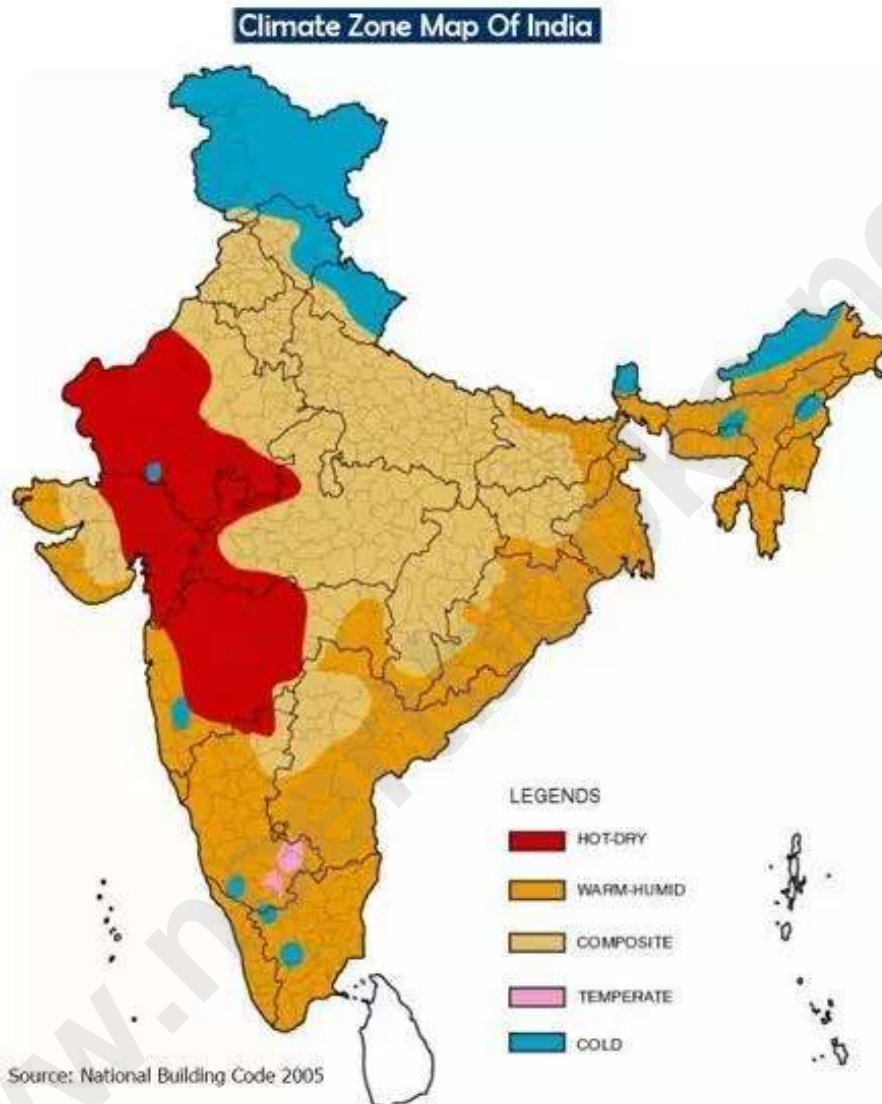 Climate Zone Map Of India
LEGENDS
HOT-DRY
WARM-HUMID
COMPOSITE
TEMPERATE
COLD
Source: National Building Code 2005